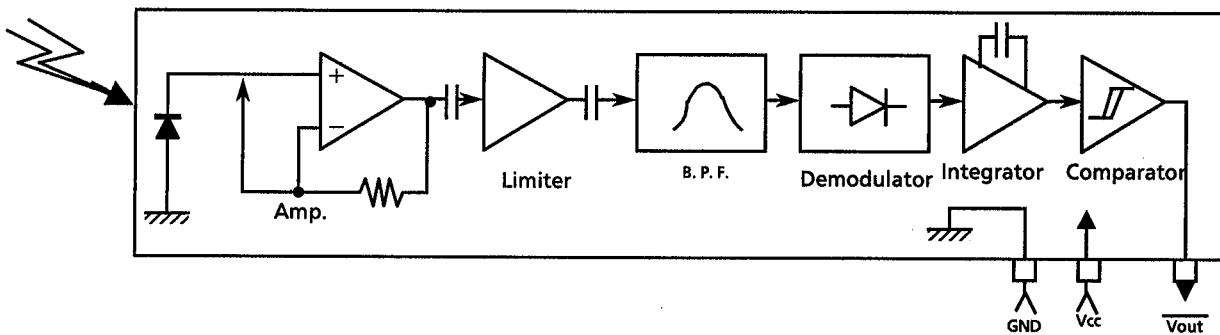 +
−
Amp.
Limiter
B. P. F.
Demodulator
Integrator
Comparator.
GND
Vcc
Vout